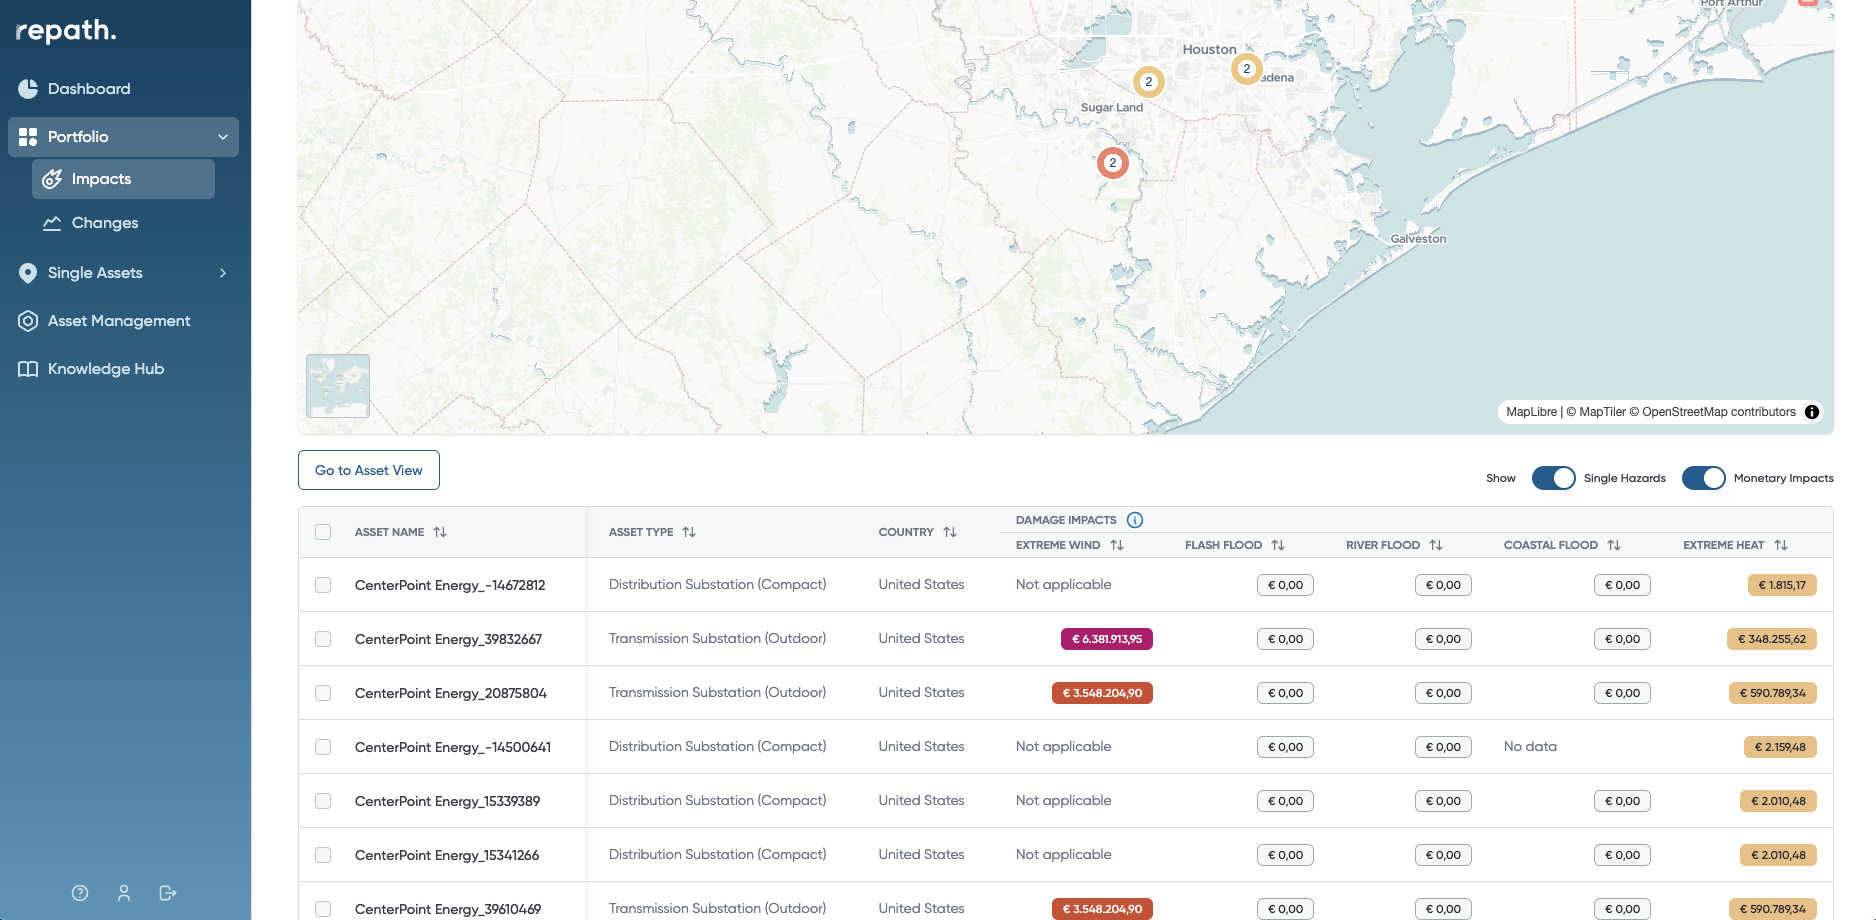 repath.
Dashboard
Portfolio
Impacts
Changes
Single Assets
Asset Management
Knowledge Hub
Port Arthur
Houston
2
2
adena
Sugar Land
2
Galveston
MapLibre | © MapTiler © OpenStreetMap contributors
Go to Asset View
Show Single Hazards Monetary Impacts
DAMAGE IMPACTS
ASSET NAME ASSET TYPE COUNTRY
EXTREME WIND FLASH FLOOD RIVER FLOOD COASTAL FLOOD EXTREME HEAT
CenterPoint Energy_-14672812 Distribution Substation (Compact) United States Not applicable € 0,00 € 0,00 € 0,00 € 1.815,17
CenterPoint Energy_39832667 Transmission Substation (Outdoor) United States € 6.381.913,95 € 0,00 € 0,00 € 0,00 € 348.255,62
CenterPoint Energy_20875804 Transmission Substation (Outdoor) United States € 3.548.204,90 € 0,00 € 0,00 € 0,00 € 590.789,34
CenterPoint Energy_-14500641 Distribution Substation (Compact) United States Not applicable € 0,00 € 0,00 No data € 2.159,48
CenterPoint Energy_15339389 Distribution Substation (Compact) United States Not applicable € 0,00 € 0,00 € 0,00 € 2.010,48
CenterPoint Energy_15341266 Distribution Substation (Compact) United States Not applicable € 0,00 € 0,00 € 0,00 € 2.010,48
CenterPoint Energy_39610469 Transmission Substation (Outdoor) United States € 3.548.204,90 € 0,00 € 0,00 € 0,00 € 590.789,34